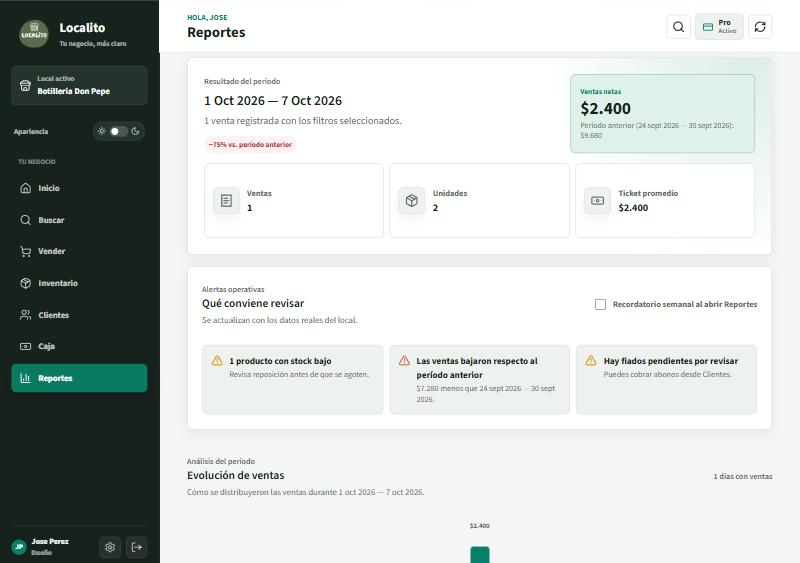 LOCALITO
Localito
Tu negocio, más claro
Local activo
Botillería Don Pepe
Apariencia
TU NEGOCIO
Inicio
Buscar
Vender
Inventario
Clientes
Caja
Reportes
JP
Jose Perez
Dueño
HOLA, JOSE
Reportes
Pro
Activo
Resultado del período
1 Oct 2026 — 7 Oct 2026
1 venta registrada con los filtros seleccionados.
−75% vs. período anterior
Ventas netas
$2.400
Período anterior (24 sept 2026 — 30 sept 2026):
$9.680
Ventas
1
Unidades
2
Ticket promedio
$2.400
Alertas operativas
Qué conviene revisar
Se actualizan con los datos reales del local.
Recordatorio semanal al abrir Reportes
1 producto con stock bajo
Revisa reposición antes de que se agoten.
Las ventas bajaron respecto al
período anterior
$7.280 menos que 24 sept 2026 — 30 sept
2026.
Hay fiados pendientes por revisar
Puedes cobrar abonos desde Clientes.
Análisis del período
Evolución de ventas
Cómo se distribuyeron las ventas durante 1 oct 2026 — 7 oct 2026.
1 días con ventas
$2.400